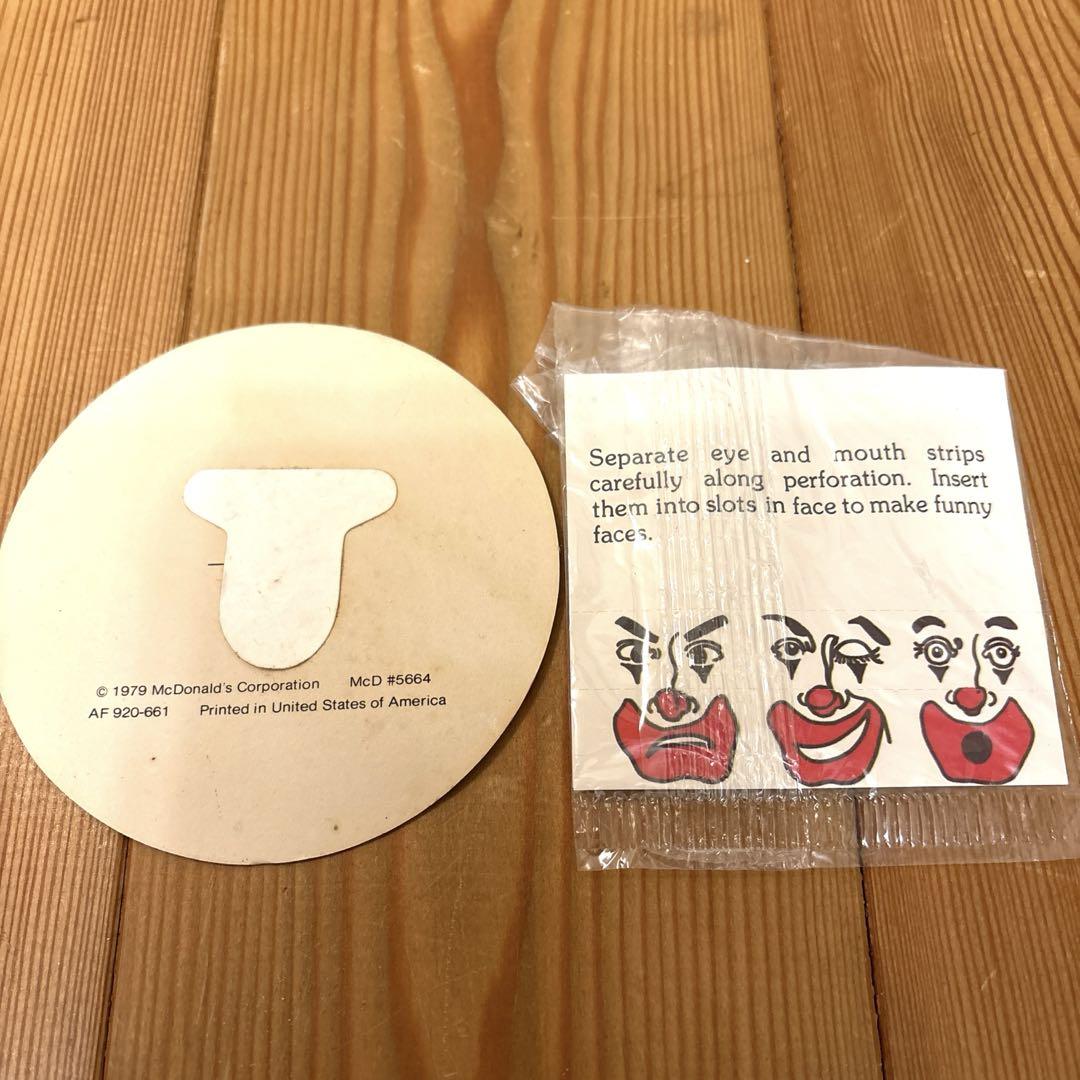 © 1979 McDonald's Corporation McD #5664
AF 920-661 Printed in United States of America
Separate eye and mouth strips
carefully along perforation. Insert
them into slots in face to make funny
faces.